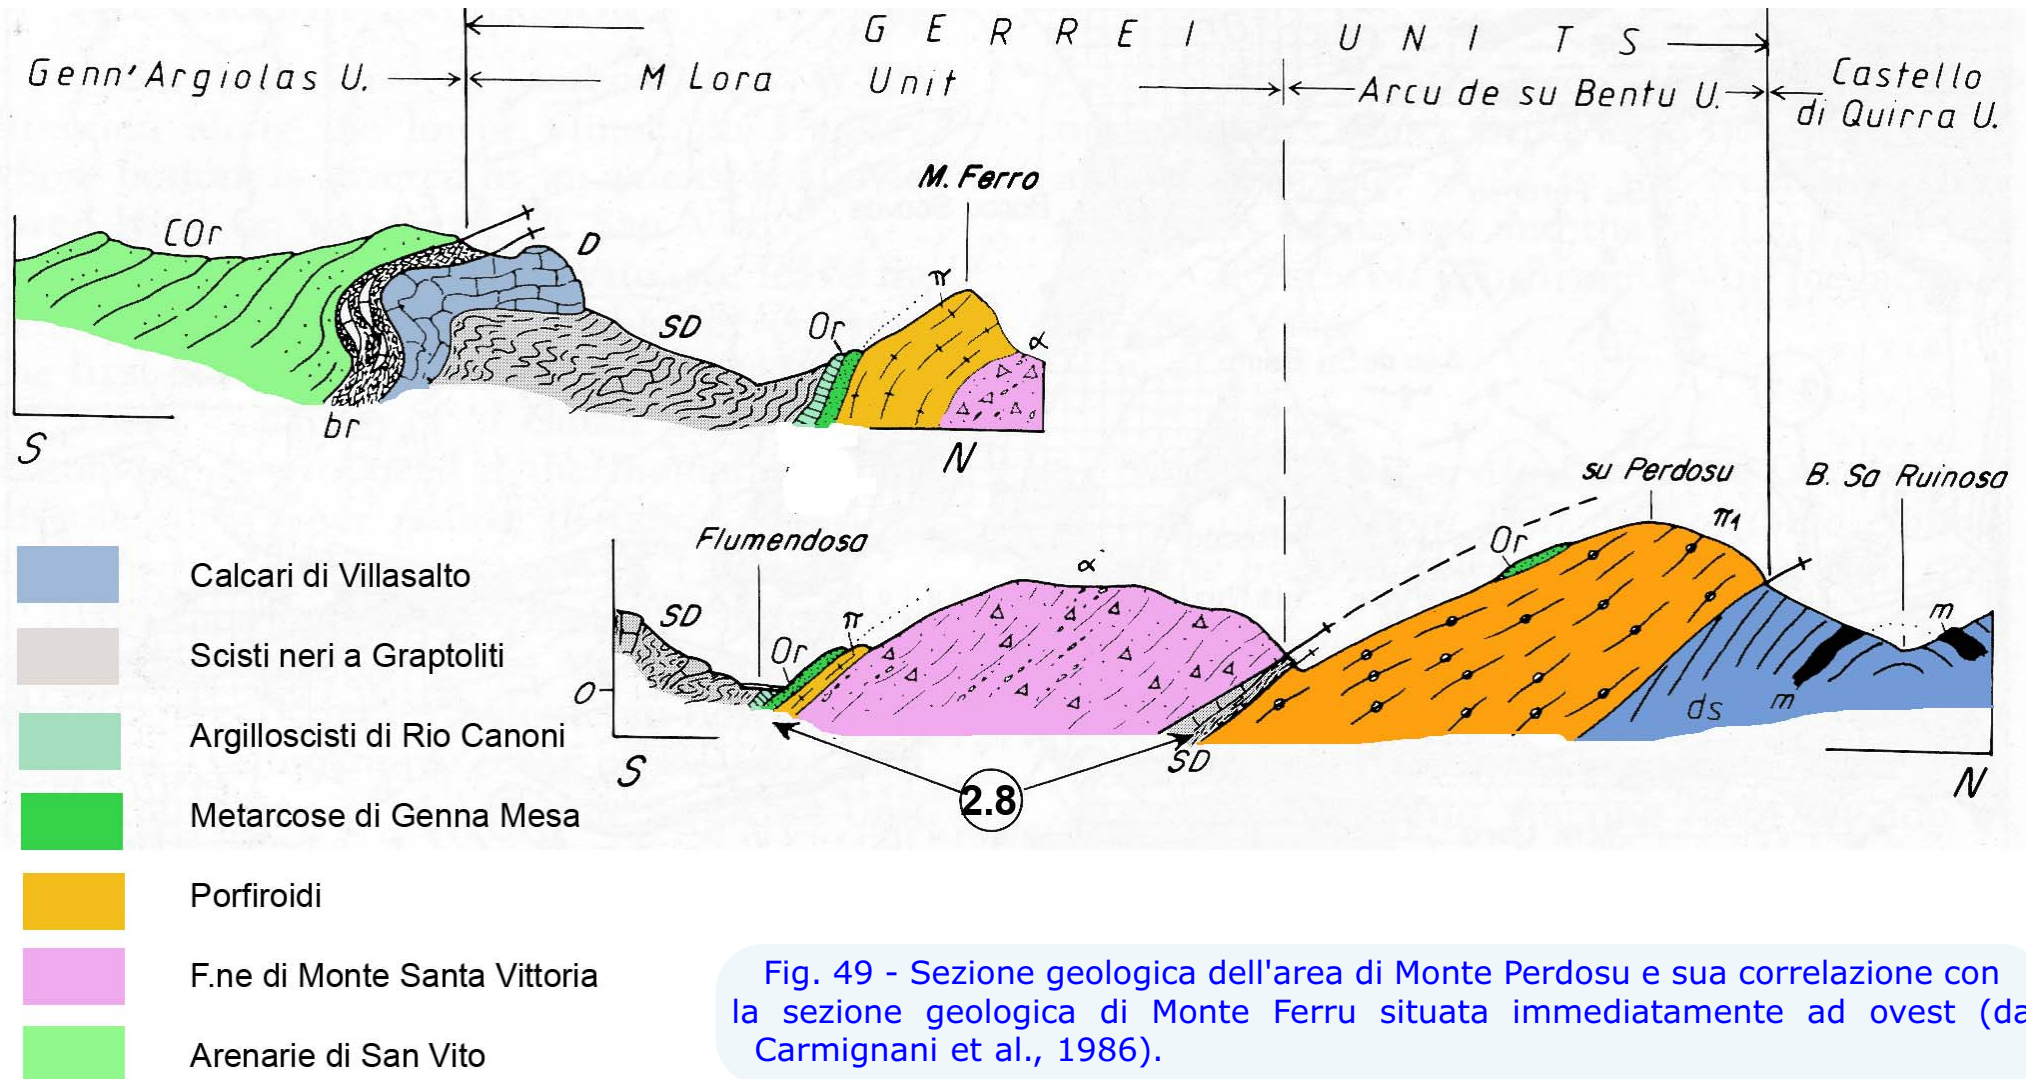 GERREI UNITS
Genn'Argiolas U.
M Lora Unit
Arcu de su Bentu U.
Castello
di Quirra U.
M. Ferro
COr
D
π
SD
Or
α
br
S
N
su Perdosu
B. Sa Ruinosa
Flumendosa
α
Or
π1
SD
π
Or
m
O
ds
m
SD
S
N
2.8
Calcari di Villasalto
Scisti neri a Graptoliti
Argilloscisti di Rio Canoni
Metarcose di Genna Mesa
Porfiroidi
F.ne di Monte Santa Vittoria
Arenarie di San Vito
Fig. 49 - Sezione geologica dell'area di Monte Perdosu e sua correlazione con
la sezione geologica di Monte Ferru situata immediatamente ad ovest (da
Carmignani et al., 1986).